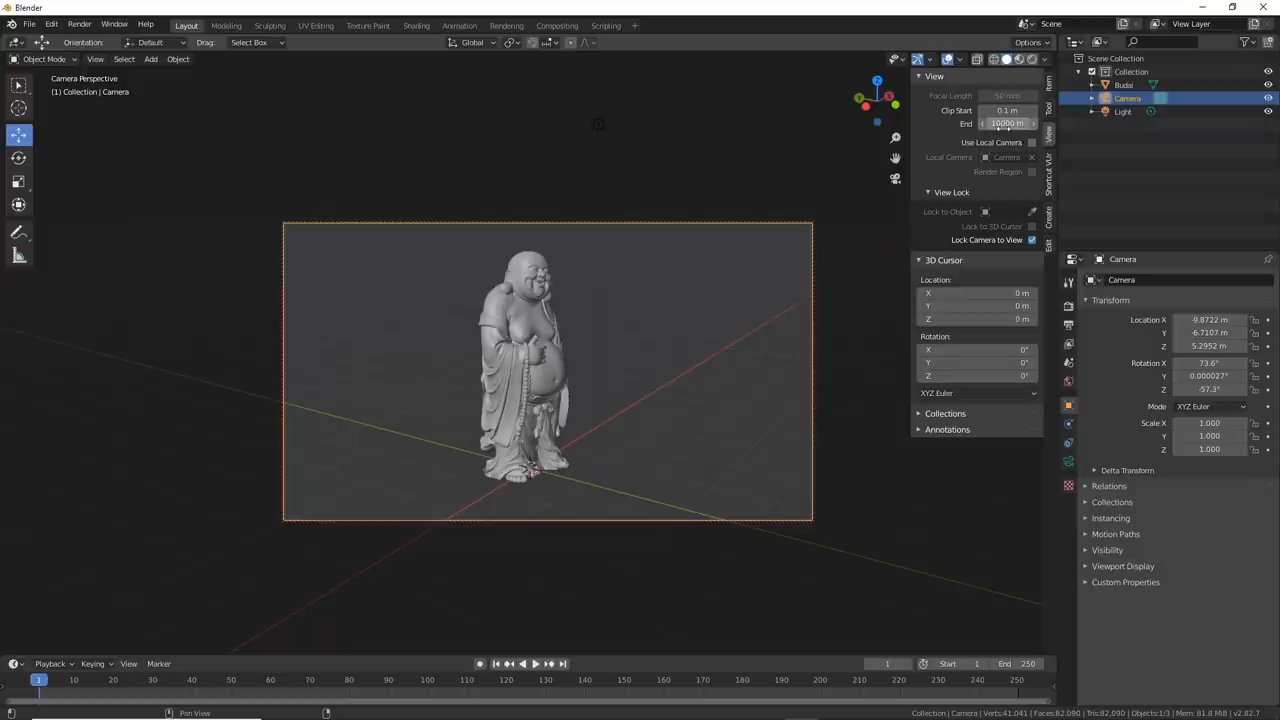 Blender
File Edit Render Window Help Layout Modeling Sculpting UV Editing Texture Paint Shading Animation Rendering Compositing Scripting + Scene View Layer
Orientation: Default Drag: Select Box Global Options
Object Mode View Select Add Object
Camera Perspective
(1) Collection | Camera
Z
Y
X
View
Focal Length 50 mm
Clip Start 0.1 m
End 10000 m
Use Local Camera
Local Camera Camera
Render Region
View Lock
Lock to Object
Lock to 3D Cursor
Lock Camera to View
3D Cursor
Location:
X 0 m
Y 0 m
Z 0 m
Rotation:
X 0°
Y 0°
Z 0°
XYZ Euler
Collections
Annotations
Item
Tool
View
Shortcut VUr
Create
Edit
Scene Collection
Collection
Budai
Camera
Light
Camera
Camera
Transform
Location X -9.8722 m
Y -6.7107 m
Z 5.2952 m
Rotation X 73.6°
Y 0.000027°
Z -57.3°
Mode XYZ Euler
Scale X 1.000
Y 1.000
Z 1.000
Delta Transform
Relations
Collections
Instancing
Motion Paths
Visibility
Viewport Display
Custom Properties
Playback Keying View Marker 1 Start 1 End 250
1 10 20 30 40 50 60 70 80 90 100 110 120 130 140 150 160 170 180 190 200 210 220 230 240 250
Pan View Collection | Camera | Verts:41,041 | Faces:82,090 | Tris:82,090 | Objects:1/3 | Mem: 81.8 MiB | v2.82.7